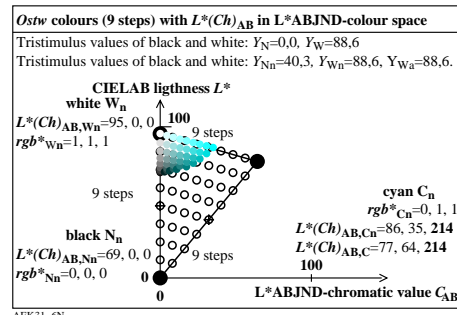 Ostw colours (9 steps) with L*(Ch)AB in L*ABJND-colour space
Tristimulus values of black and white: YN=0,0, YW=88,6
Tristimulus values of black and white: YNn=40,3, YWn=88,6, YWa=88,6.
CIELAB ligthness L*
white Wn
100
L*(Ch)AB,Wn=95, 0, 0
9 steps
rgb*Wn=1, 1, 1
9 steps
cyan Cn
rgb*Cn=0, 1, 1
L*(Ch)AB,Cn=86, 35, 214
black Nn
L*(Ch)AB,C=77, 64, 214
L*(Ch)AB,Nn=69, 0, 0
9 steps
rgb*Nn=0, 0, 0
0
100
0
L*ABJND-chromatic value CAB